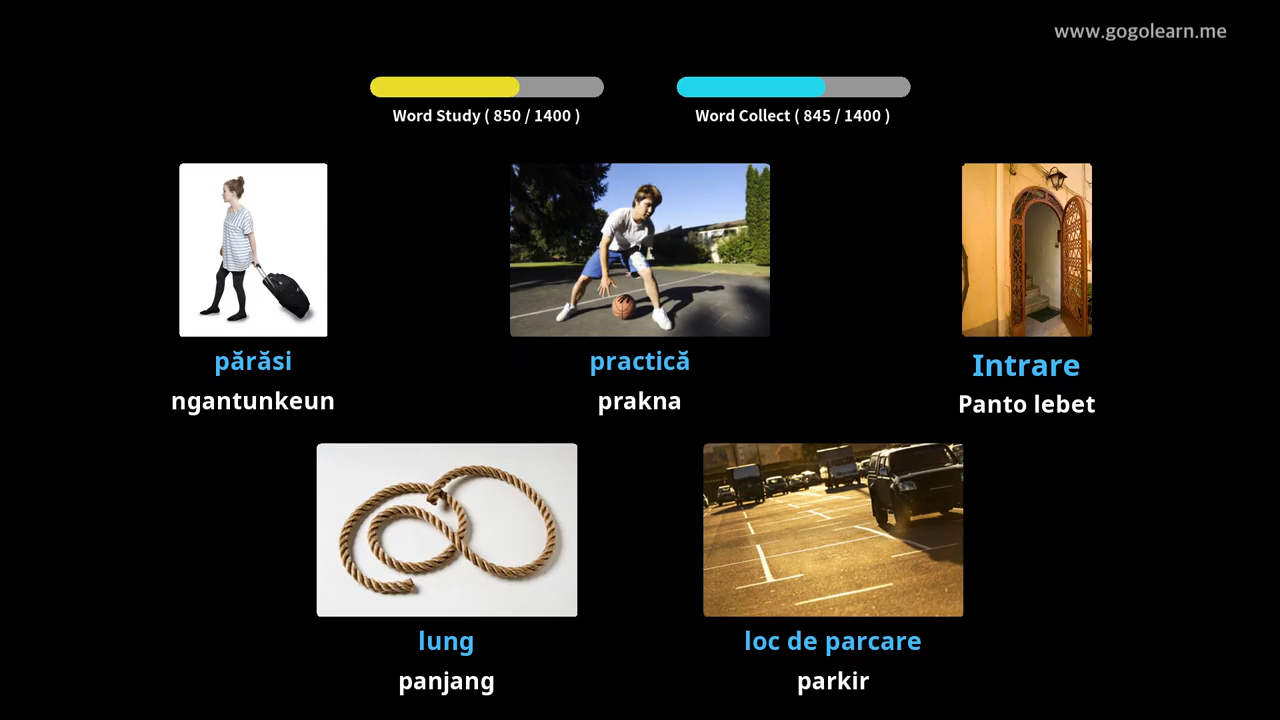 www.gogolearn.me
Word Study ( 850 / 1400 )
Word Collect ( 845 / 1400 )
părăsi
ngantunkeun
practică
prakna
Intrare
Panto lebet
lung
panjang
loc de parcare
parkir